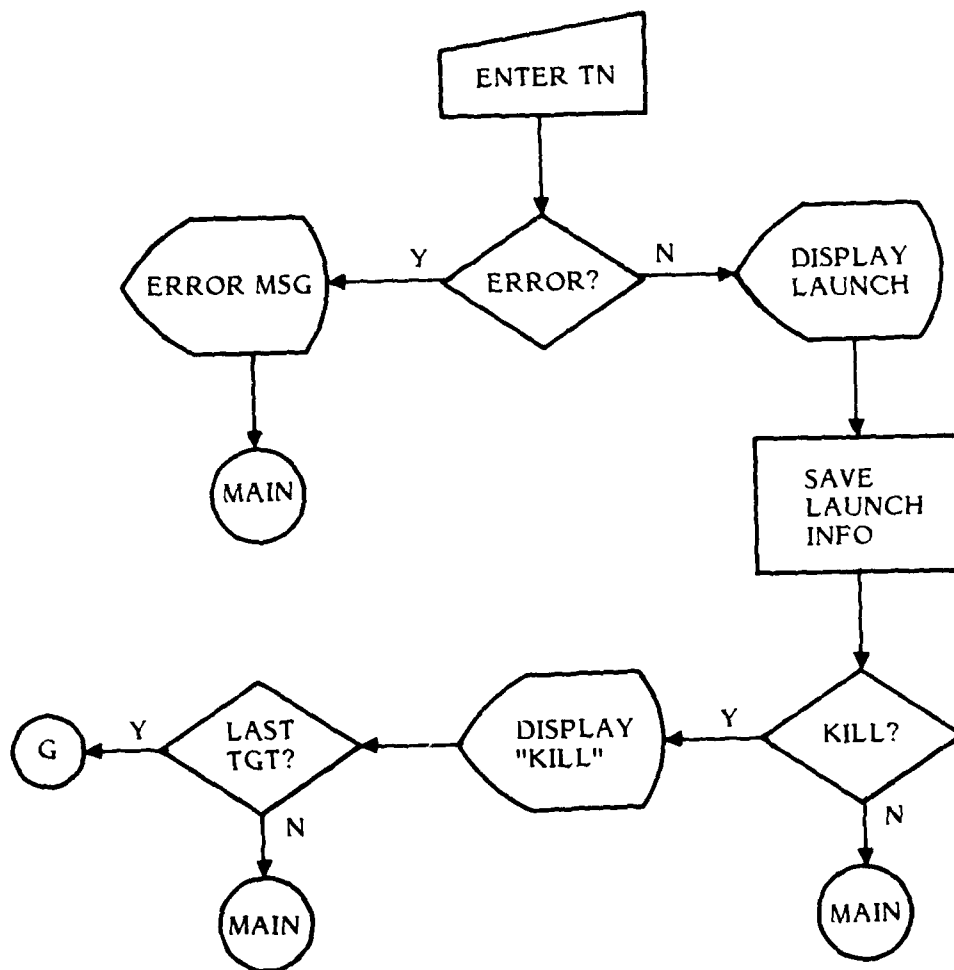 ENTER TN
Y
N
ERROR MSG
ERROR?
DISPLAY
LAUNCH
MAIN
SAVE
LAUNCH
INFO
G
Y
LAST
TGT?
DISPLAY
"KILL"
Y
KILL?
N
N
MAIN
MAIN